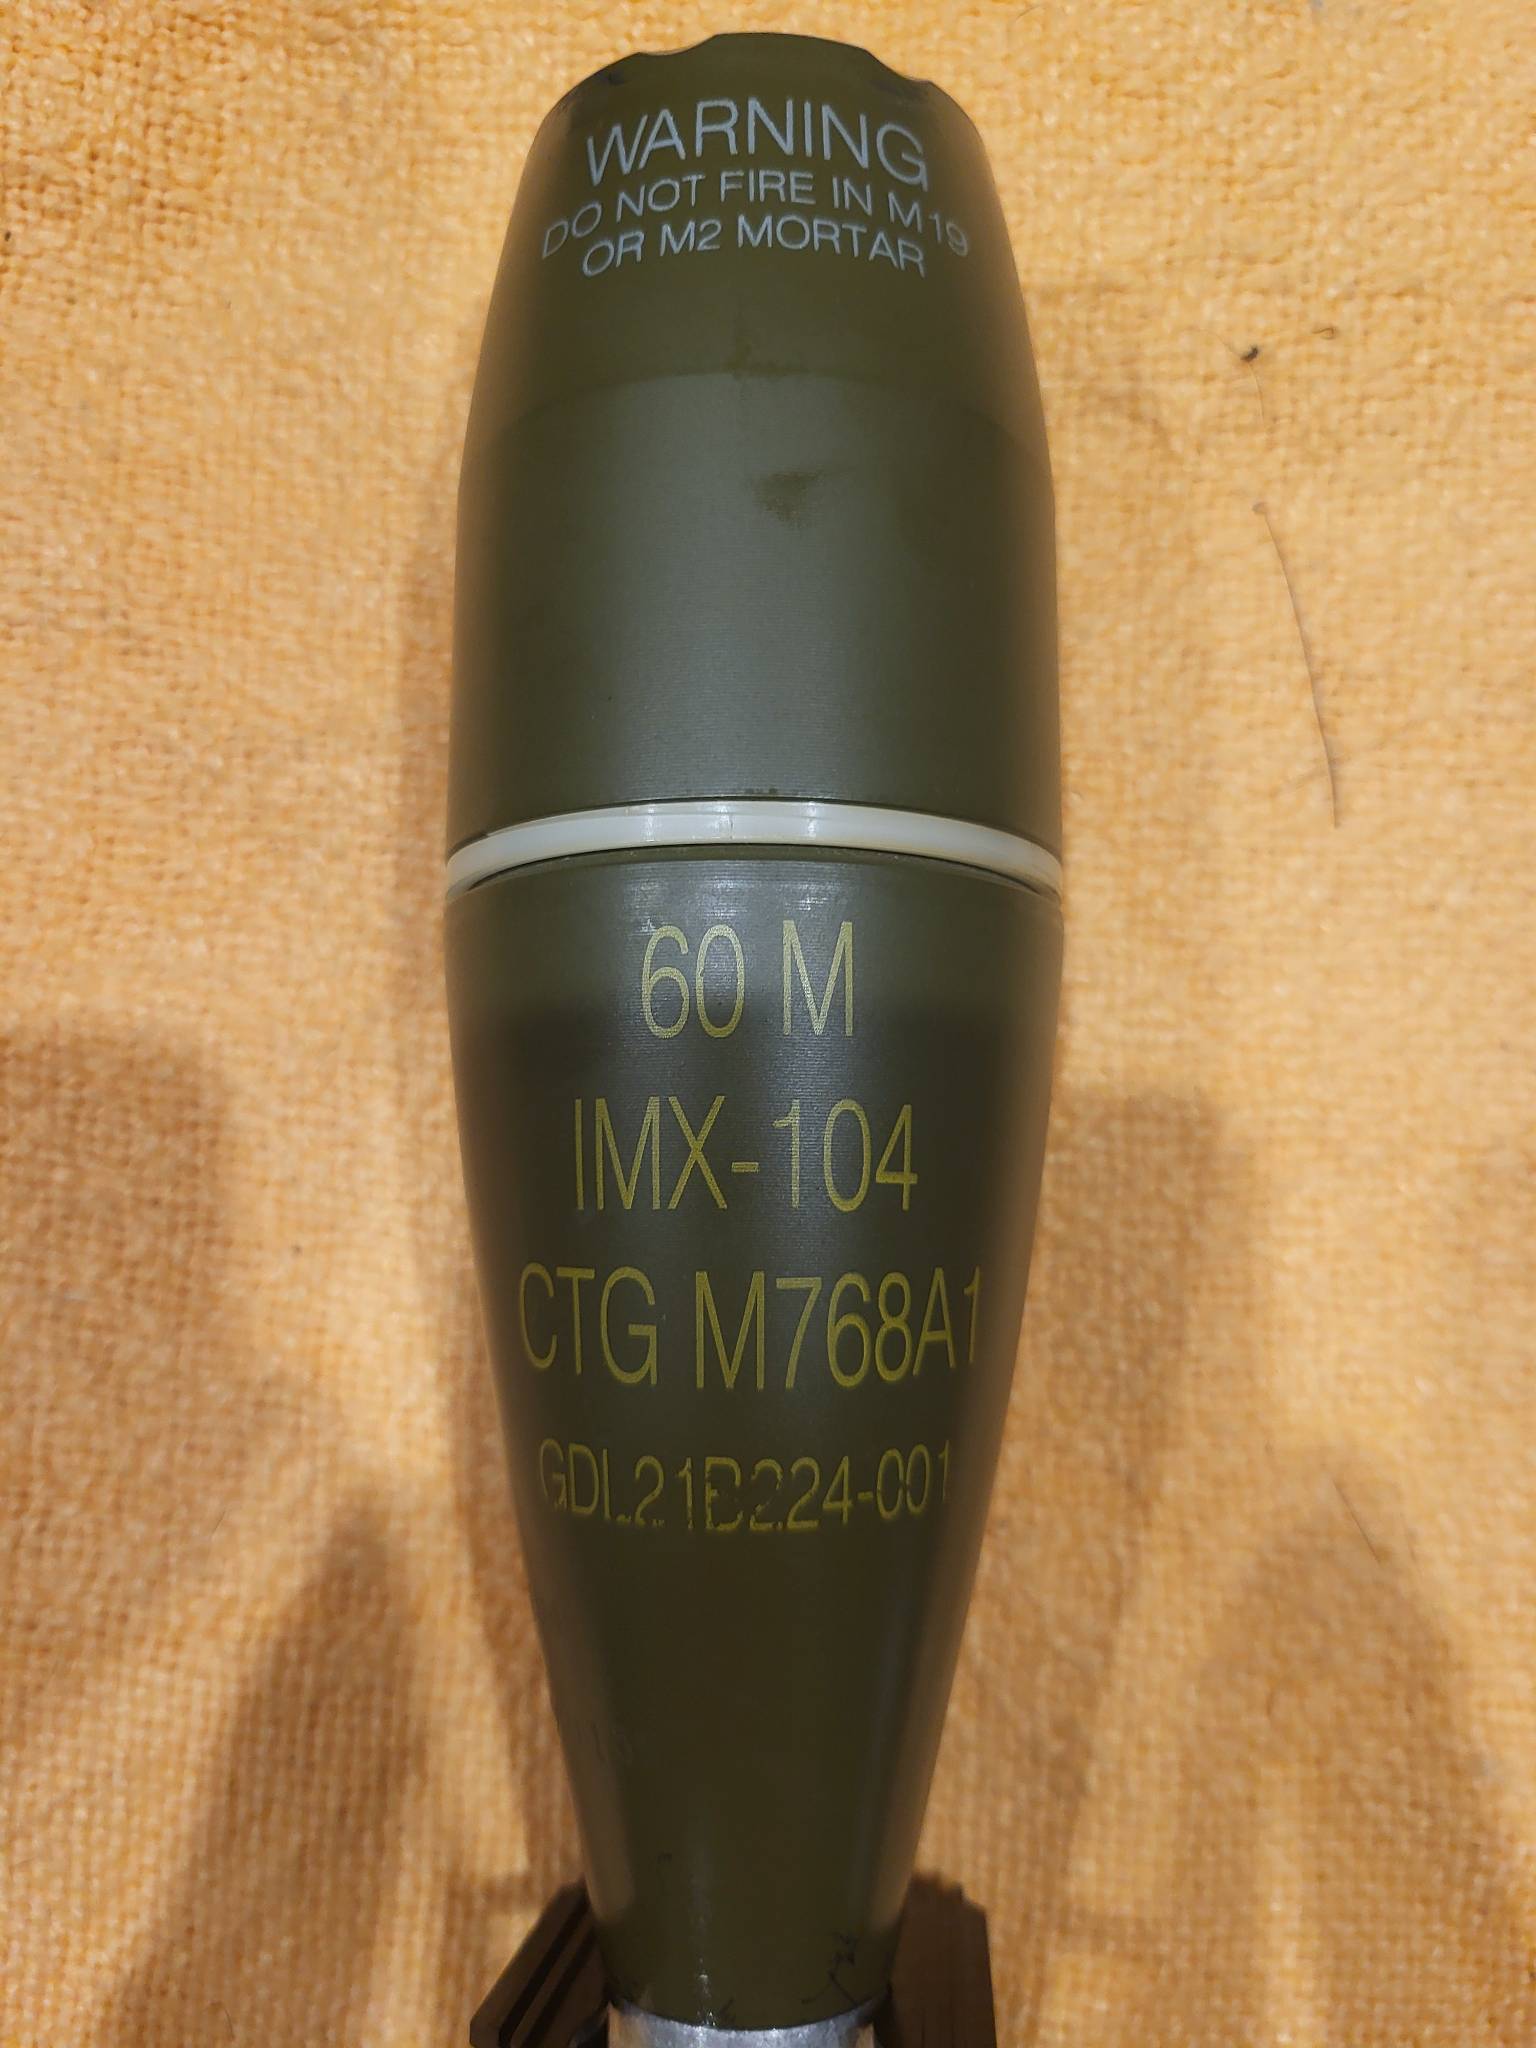 WARNING
DO NOT FIRE IN M19
OR M2 MORTAR
60 M
IMX-104
CTG M768A1
GDL21B224-001